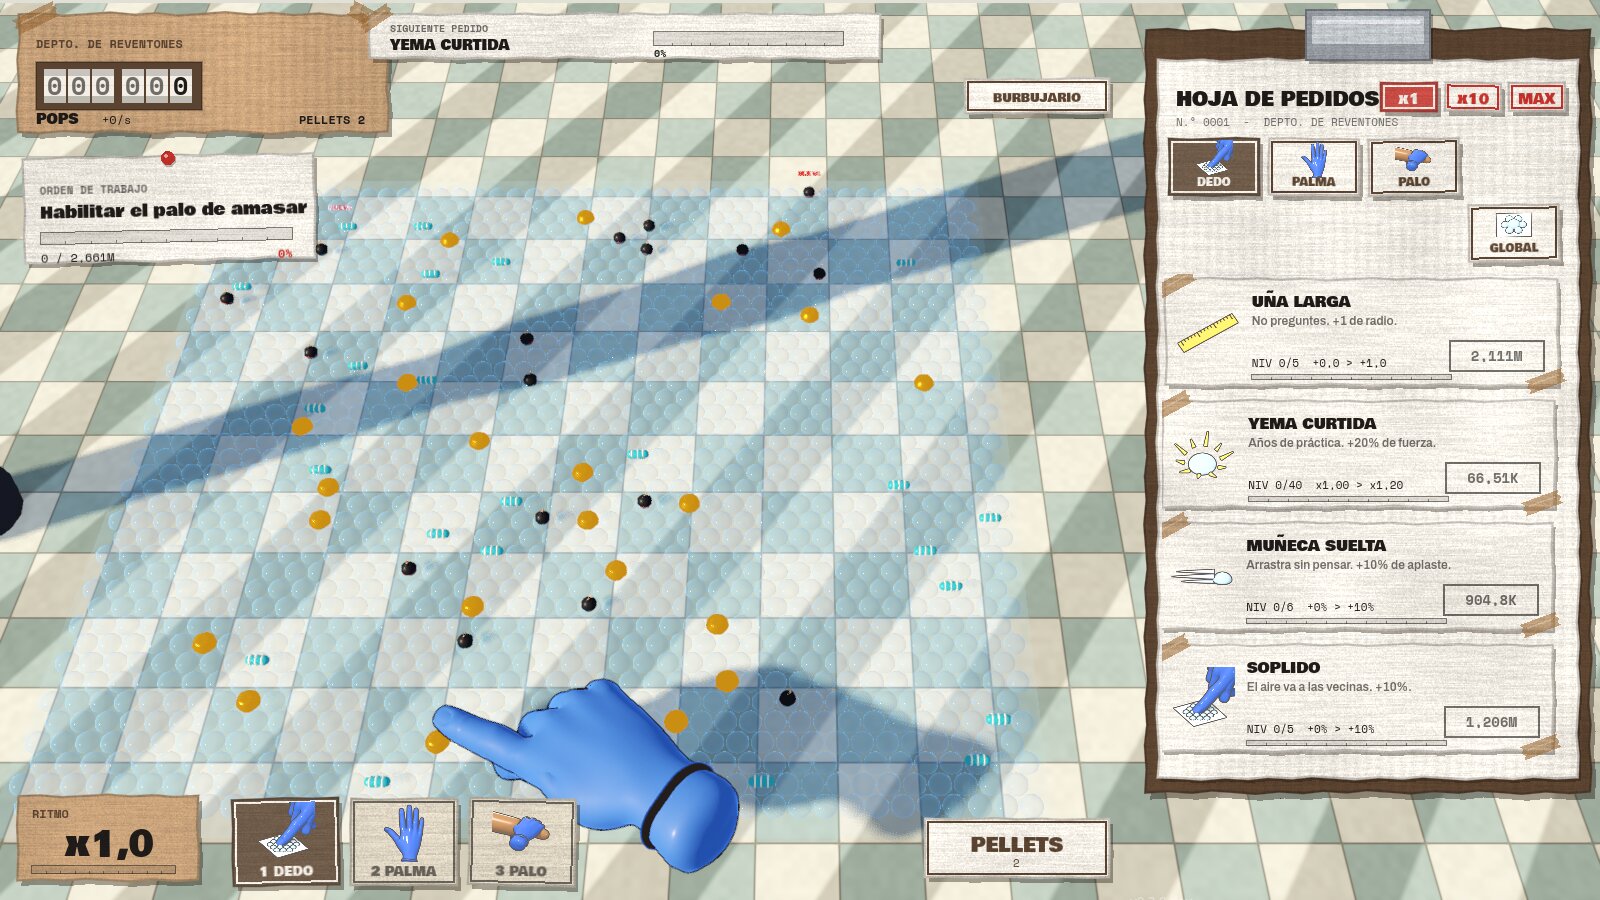 DEPTO. DE REVENTONES
000000
POPS +0/s PELLETS 2
SIGUIENTE PEDIDO
YEMA CURTIDA
0%
BURBUJARIO
ORDEN DE TRABAJO
Habilitar el palo de amasar
0 / 2,661M 0%
HOJA DE PEDIDOS x1 x10 MAX
N.° 0001 - DEPTO. DE REVENTONES
DEDO PALMA PALO
GLOBAL
UÑA LARGA
No preguntes. +1 de radio.
NIV 0/5 +0,0 > +1,0 2,111M
YEMA CURTIDA
Años de práctica. +20% de fuerza.
NIV 0/40 x1,00 > x1,20 66,51K
MUÑECA SUELTA
Arrastra sin pensar. +10% de aplaste.
NIV 0/6 +0% > +10% 904,8K
SOPLIDO
El aire va a las vecinas. +10%.
NIV 0/5 +0% > +10% 1,206M
RITMO
x1,0
1 DEDO 2 PALMA 3 PALO
PELLETS
2